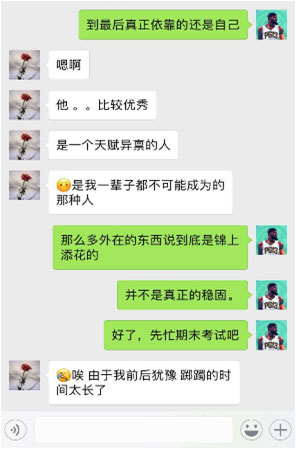 到最后真正依靠的还是自己
嗯啊
他 。。比较优秀
是一个天赋异禀的人
是我一辈子都不可能成为的
那种人
那么多外在的东西说到底是锦上
添花的
并不是真正的稳固。
好了，先忙期末考试吧
唉 由于我前后犹豫 踯躅的时
间太长了